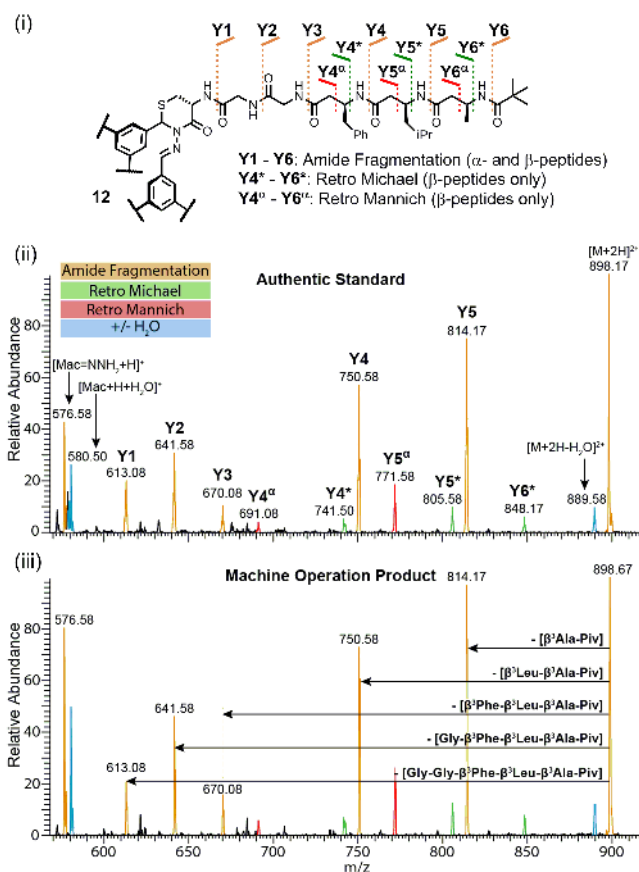 (i)
Y1 Y2 Y3 Y4 Y5 Y6
Y4* Y5* Y6*
Y4α Y5α Y6α
S O N H O H N O N H O Ph N H O iPr N H O N H O
N O N
12
Y1 - Y6: Amide Fragmentation (α- and β-peptides)
Y4* - Y6*: Retro Michael (β-peptides only)
Y4α - Y6α: Retro Mannich (β-peptides only)
(ii)
Authentic Standard
Amide Fragmentation
Retro Michael
Retro Mannich
+/- H2O
[M+2H]2+
898.17
Y5
814.17
Y4
750.58
[Mac=NNH2+H]+
[Mac+H+H2O]+
576.58
580.50
Y1
613.08
Y2
641.58
Y3
670.08
Y4α
691.08
Y4*
741.50
Y5α
771.58
Y5*
805.58
Y6*
848.17
[M+2H-H2O]2+
889.58
Relative Abundance
80
60
40
20
0
(iii)
Machine Operation Product
576.58
613.08
641.58
670.08
750.58
814.17
898.67
- [β3Ala-Piv]
- [β3Leu-β3Ala-Piv]
- [β3Phe-β3Leu-β3Ala-Piv]
- [Gly-β3Phe-β3Leu-β3Ala-Piv]
- [Gly-Gly-β3Phe-β3Leu-β3Ala-Piv]
Relative Abundance
80
60
40
20
0
600 650 700 750 800 850 900
m/z